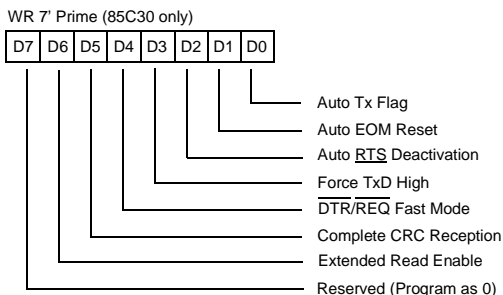 WR 7' Prime (85C30 only)
D7 D6 D5 D4 D3 D2 D1 D0
Auto Tx Flag
Auto EOM Reset
Auto RTS Deactivation
Force TxD High
DTR/REQ Fast Mode
Complete CRC Reception
Extended Read Enable
Reserved (Program as 0)